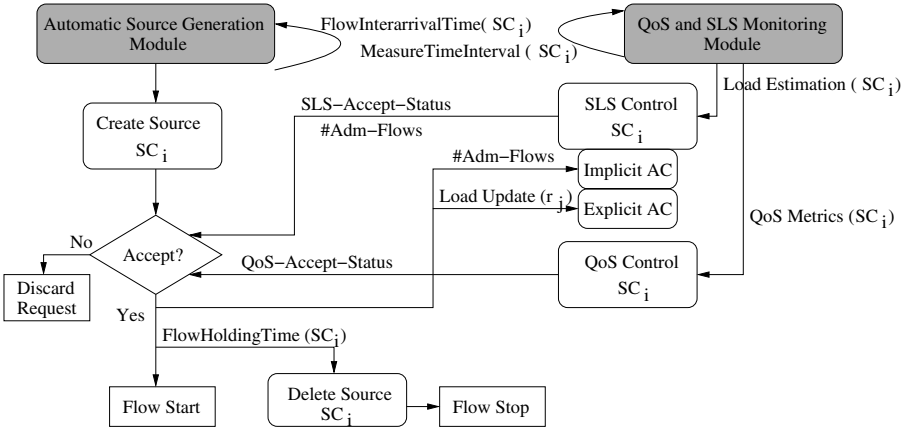 Automatic Source Generation
Module
FlowInterarrivalTime( SC i)
MeasureTimeInterval ( SC i)
QoS and SLS Monitoring
Module
Load Estimation ( SC i)
Create Source
SC i
SLS−Accept−Status
#Adm−Flows
SLS Control
SC i
#Adm−Flows
Implicit AC
Load Update (r j)
Explicit AC
QoS Metrics (SC i)
No
Accept?
QoS−Accept−Status
QoS Control
SC i
Discard
Request
Yes
FlowHoldingTime (SC i)
Flow Start
Delete Source
SC i
Flow Stop